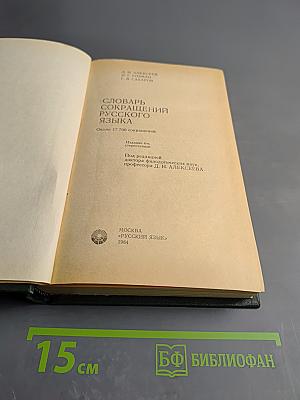 Д. И. АЛЕКСЕЕВ
И. Г. ГОЗМАН
Г. В. САХАРОВ
СЛОВАРЬ
СОКРАЩЕНИЙ
РУССКОГО
ЯЗЫКА
Около 17 700 сокращений
Издание
стереотипное
Под редакцией
доктора филологических наук,
профессора Д. И. АЛЕКСЕЕВА
МОСКВА
«РУССКИЙ ЯЗЫК»
1984
15 см
БФ БИБЛИОФАН